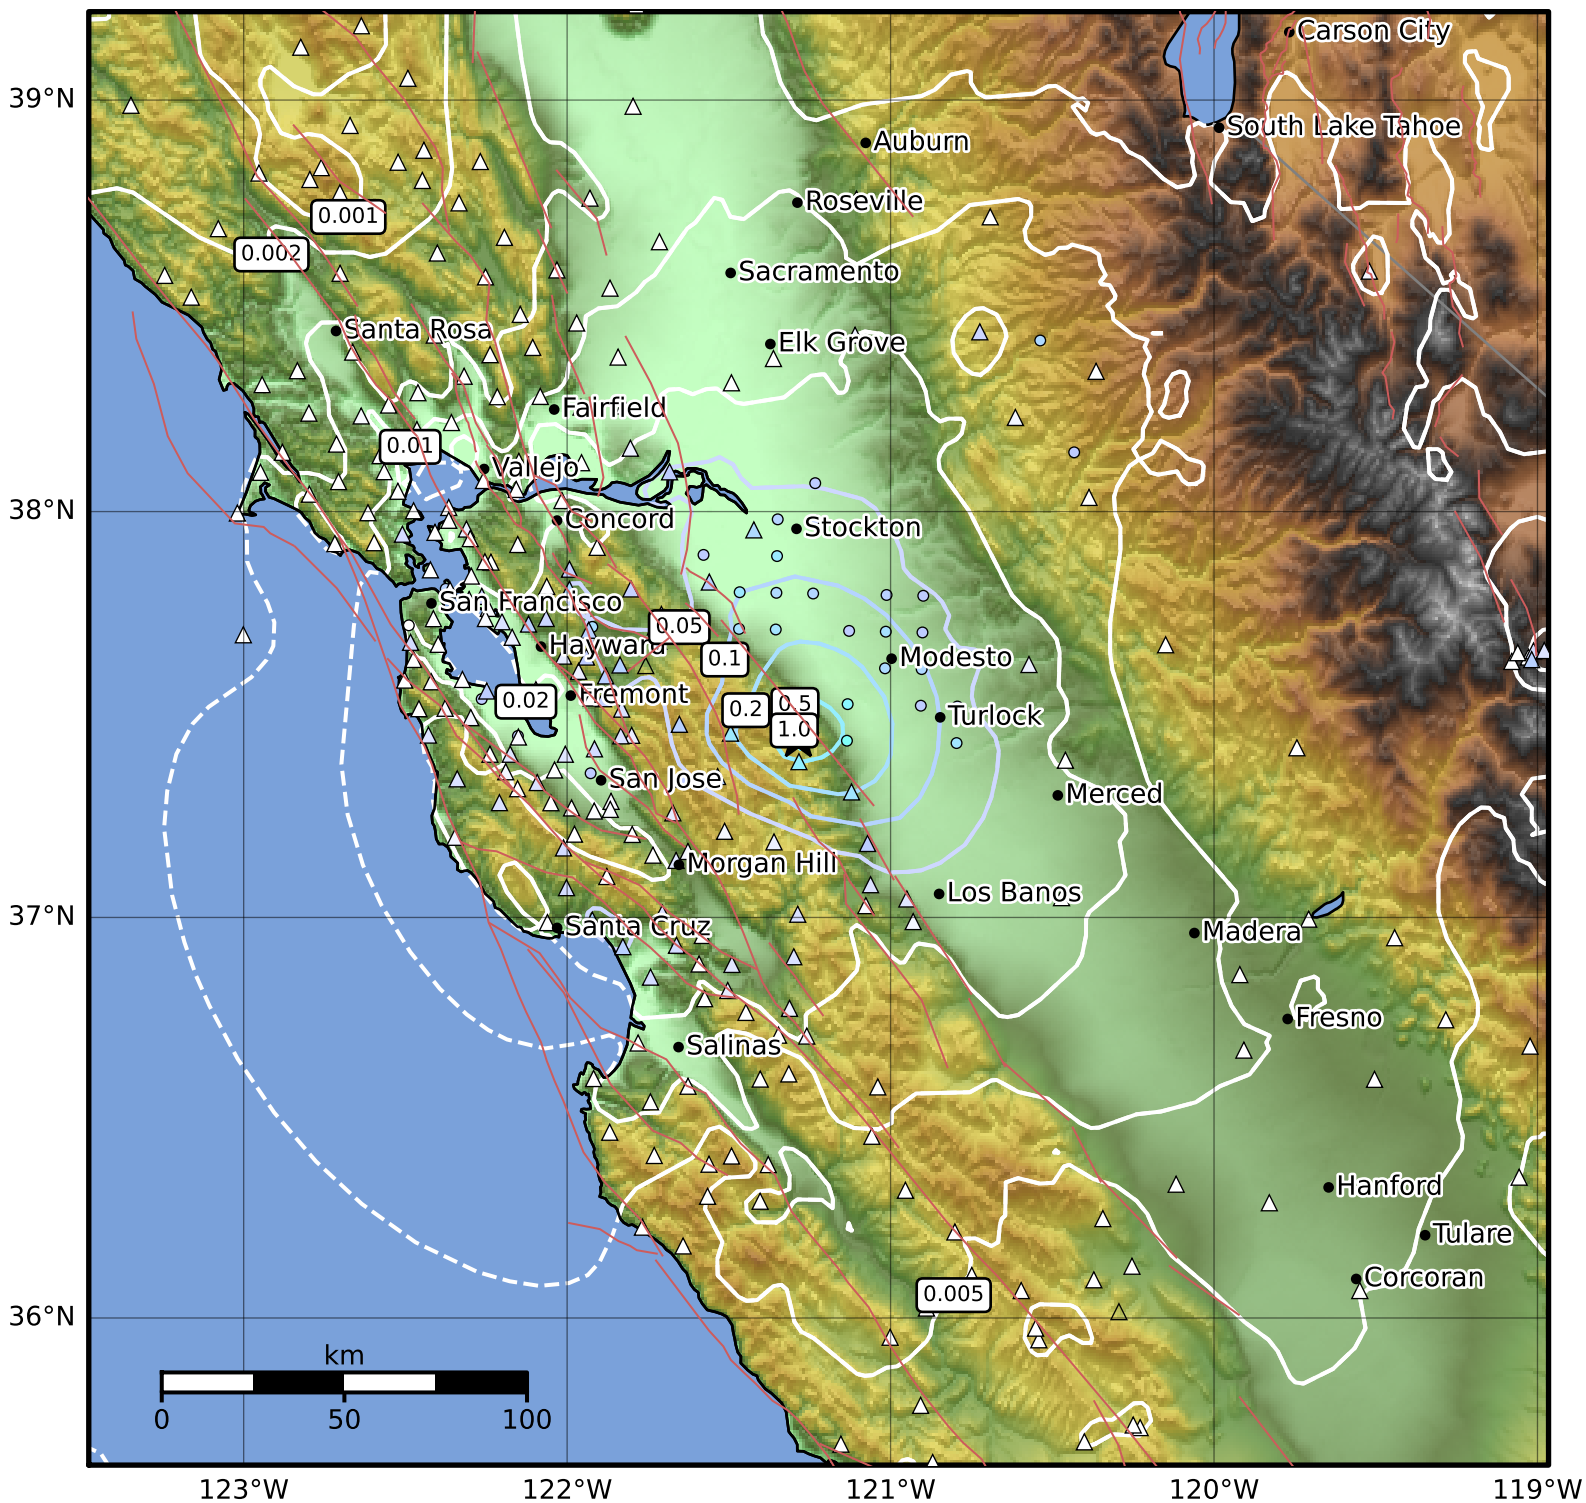 Carson City
39°N
South Lake Tahoe
Auburn
Roseville
0.001
0.002
Sacramento
Santa Rosa
Elk Grove
Fairfield
0.01
Vallejo
38°N
Concord
Stockton
San Francisco
0.05
Hayward
0.1
Modesto
Fremont
0.02
0.2
0.5
Turlock
1.0
San Jose
Merced
Morgan Hill
Los Banos
37°N
Santa Cruz
Madera
Fresno
Salinas
Hanford
Tulare
Corcoran
0.005
36°N
km
0 50 100
123°W 122°W 121°W 120°W 119°W